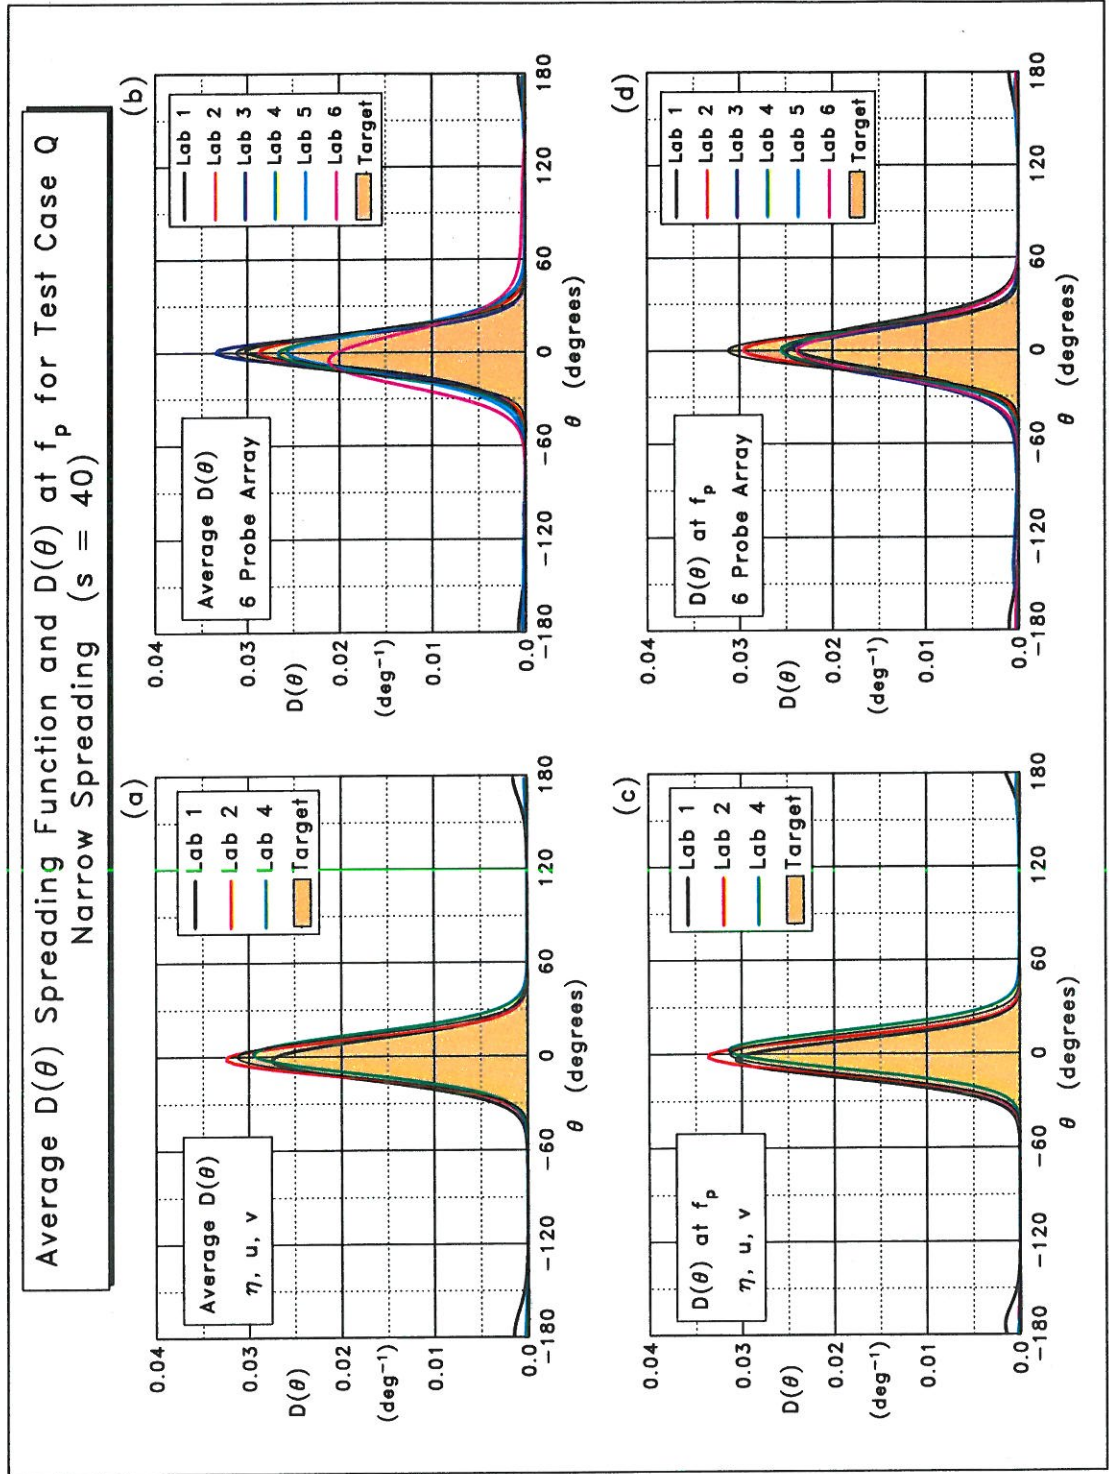 Average D(θ) Spreading Function and D(θ) at fp for Test Case Q
Narrow Spreading (s = 40)
(a)
Average D(θ)
η, u, v
Lab 1
Lab 2
Lab 4
Target
0.04
0.03
D(θ)
0.02
(deg⁻¹)
0.01
0.0
-180 -120 -60 0 60 120 180
θ (degrees)
(b)
Average D(θ)
6 Probe Array
Lab 1
Lab 2
Lab 3
Lab 4
Lab 5
Lab 6
Target
0.04
0.03
D(θ)
0.02
(deg⁻¹)
0.01
0.0
-180 -120 -60 0 60 120 180
θ (degrees)
(c)
D(θ) at fp
η, u, v
Lab 1
Lab 2
Lab 4
Target
0.04
0.03
D(θ)
0.02
(deg⁻¹)
0.01
0.0
-180 -120 -60 0 60 120 180
θ (degrees)
(d)
D(θ) at fp
6 Probe Array
Lab 1
Lab 2
Lab 3
Lab 4
Lab 5
Lab 6
Target
0.04
0.03
D(θ)
0.02
(deg⁻¹)
0.01
0.0
-180 -120 -60 0 60 120 180
θ (degrees)